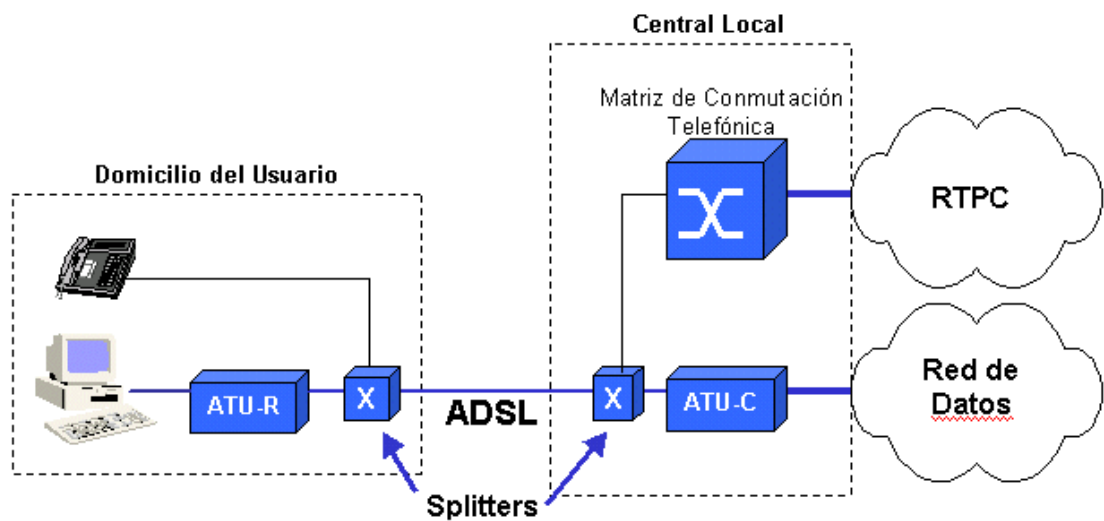 Central Local
Matriz de Conmutación
Telefónica
Domicilio del Usuario
RTPC
ATU-R
X
ADSL
X
ATU-C
Red de
Datos
Splitters